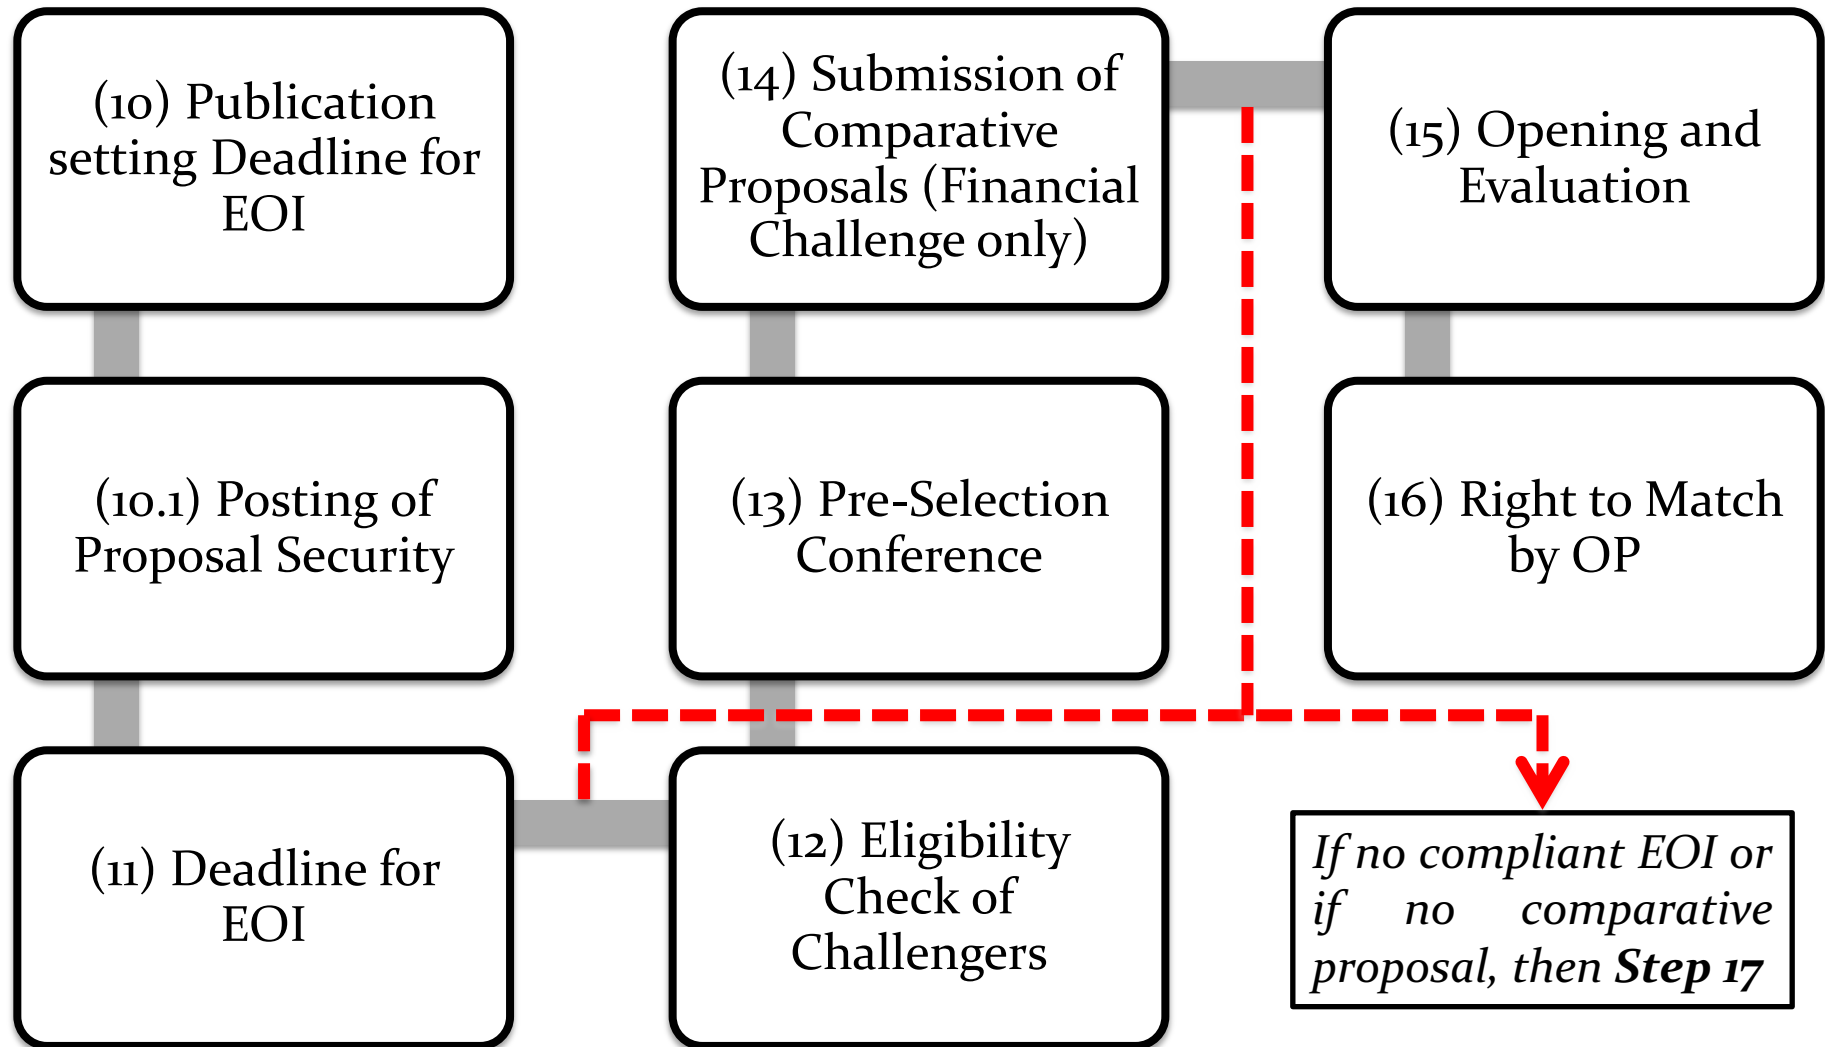 (10) Publication
setting Deadline for
EOI
(10.1) Posting of
Proposal Security
(11) Deadline for
EOI
(12) Eligibility
Check of
Challengers
(13) Pre-Selection
Conference
(14) Submission of
Comparative
Proposals (Financial
Challenge only)
(15) Opening and
Evaluation
(16) Right to Match
by OP
If no compliant EOI or
if no comparative
proposal, then Step 17